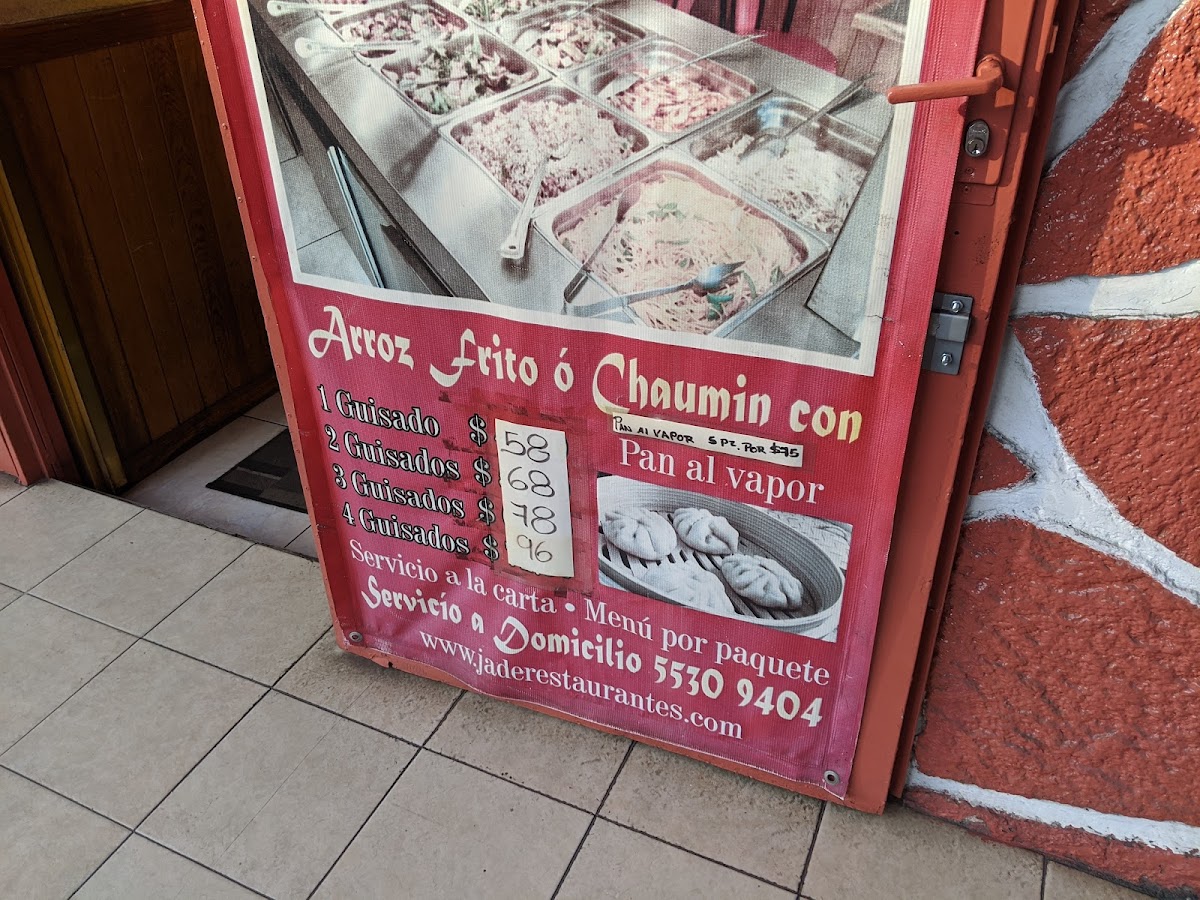 Arroz Frito ó Chaumin con
1 Guisado $ 58
2 Guisados $ 68
3 Guisados $ 78
4 Guisados $ 96
PAN Al VAPOR 5 PZ. POR $75
Pan al vapor
Servicio a la carta • Menú por paquete
Servicio a Domicilio 5530 9404
www.jaderestaurantes.com